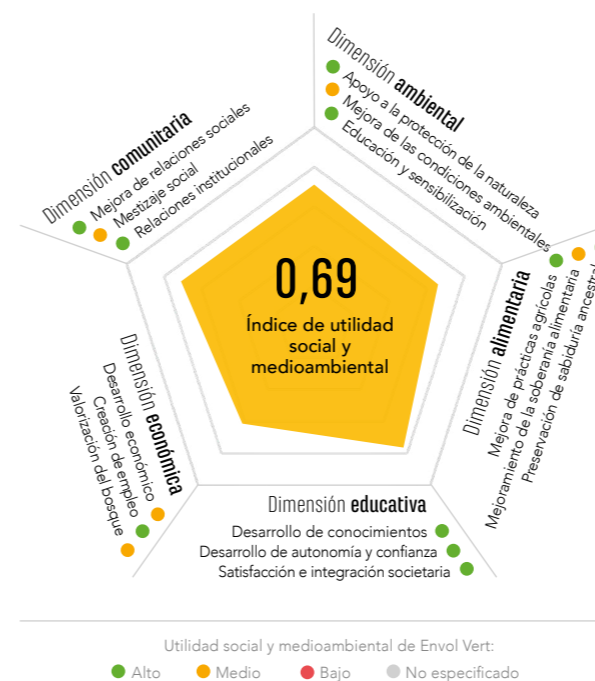 Dimensión ambiental
Apoyo a la protección de la naturaleza
Mejora de las condiciones ambientales
Educación y sensibilización
Dimensión comunitaria
Mejora de relaciones sociales
Mestizaje social
Relaciones institucionales
0,69
Índice de utilidad
social y
medioambiental
Dimensión alimentaria
Mejora de prácticas agrícolas
Mejoramiento de la soberanía alimentaria
Preservación de sabiduría ancestral
Dimensión económica
Desarrollo económico
Creación de empleo
Valorización del bosque
Dimensión educativa
Desarrollo de conocimientos
Desarrollo de autonomía y confianza
Satisfacción e integración societaria
Utilidad social y medioambiental de Envol Vert:
Alto Medio Bajo No especificado